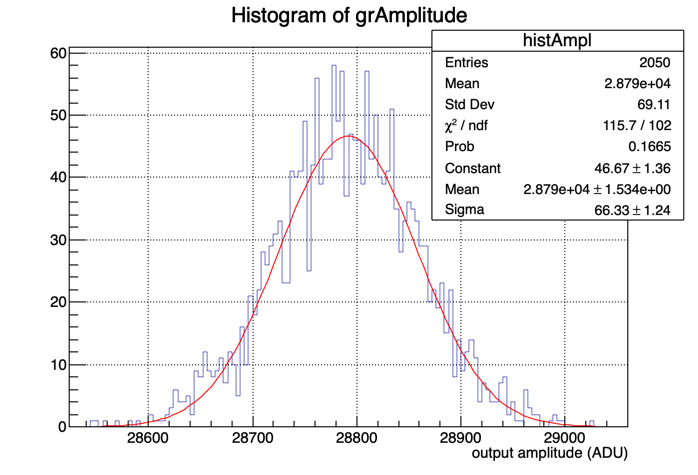 Histogram of grAmplitude
histAmpl
Entries 2050
Mean 2.879e+04
Std Dev 69.11
χ² / ndf 115.7 / 102
Prob 0.1665
Constant 46.67 ± 1.36
Mean 2.879e+04 ± 1.534e+00
Sigma 66.33 ± 1.24
60
50
40
30
20
10
0
28600 28700 28800 28900 29000
output amplitude (ADU)